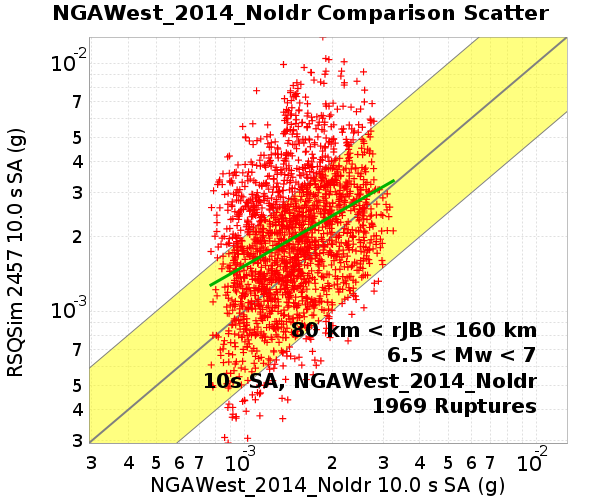 NGAWest_2014_NoIdr Comparison Scatter
RSQSim 2457 10.0 s SA (g)
10-2
7
5
4
3
2
10-3
7
5
4
3
80 km < rJB < 160 km
6.5 < Mw < 7
10s SA, NGAWest_2014_NoIdr
1969 Ruptures
3 4 5 6 7 10-3 2 3 4 5 6 7 10-2
NGAWest_2014_NoIdr 10.0 s SA (g)